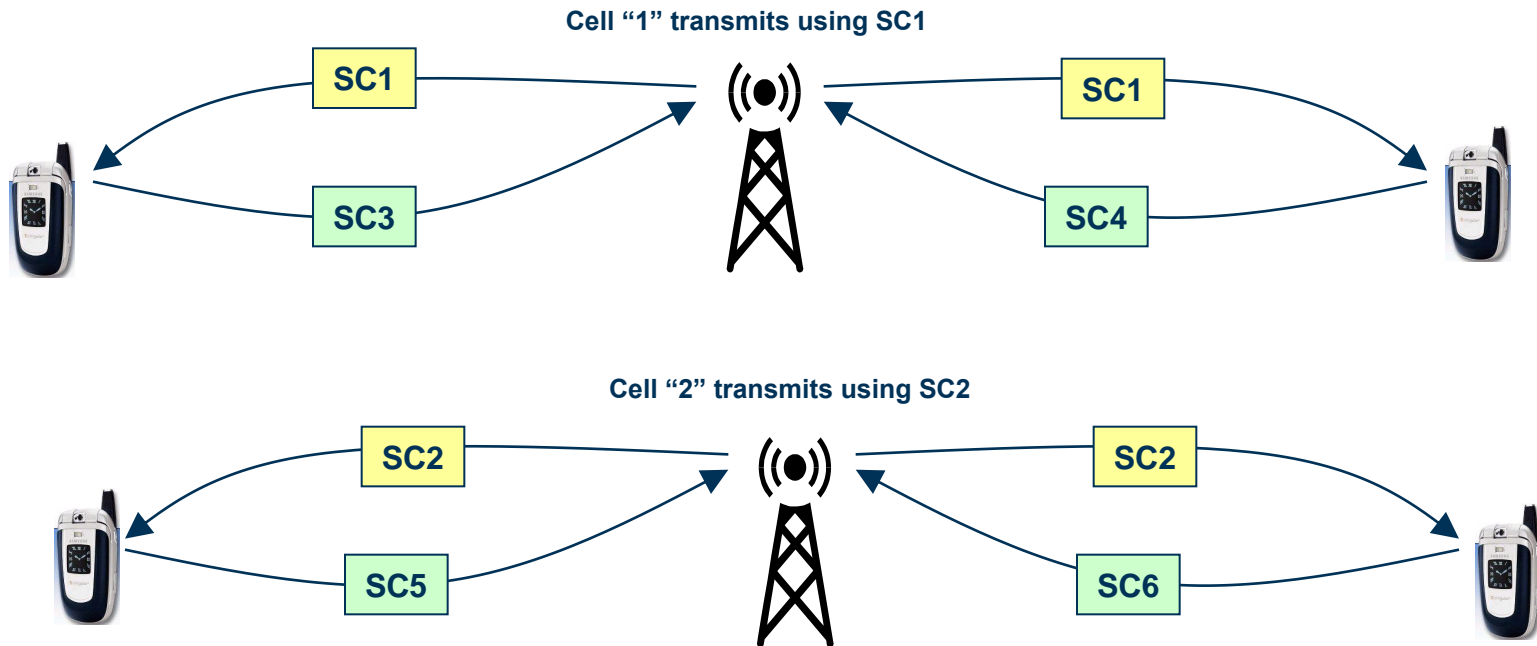 Cell “1” transmits using SC1
SC1
SC1
SC3
SC4
Cell “2” transmits using SC2
SC2
SC2
SC5
SC6